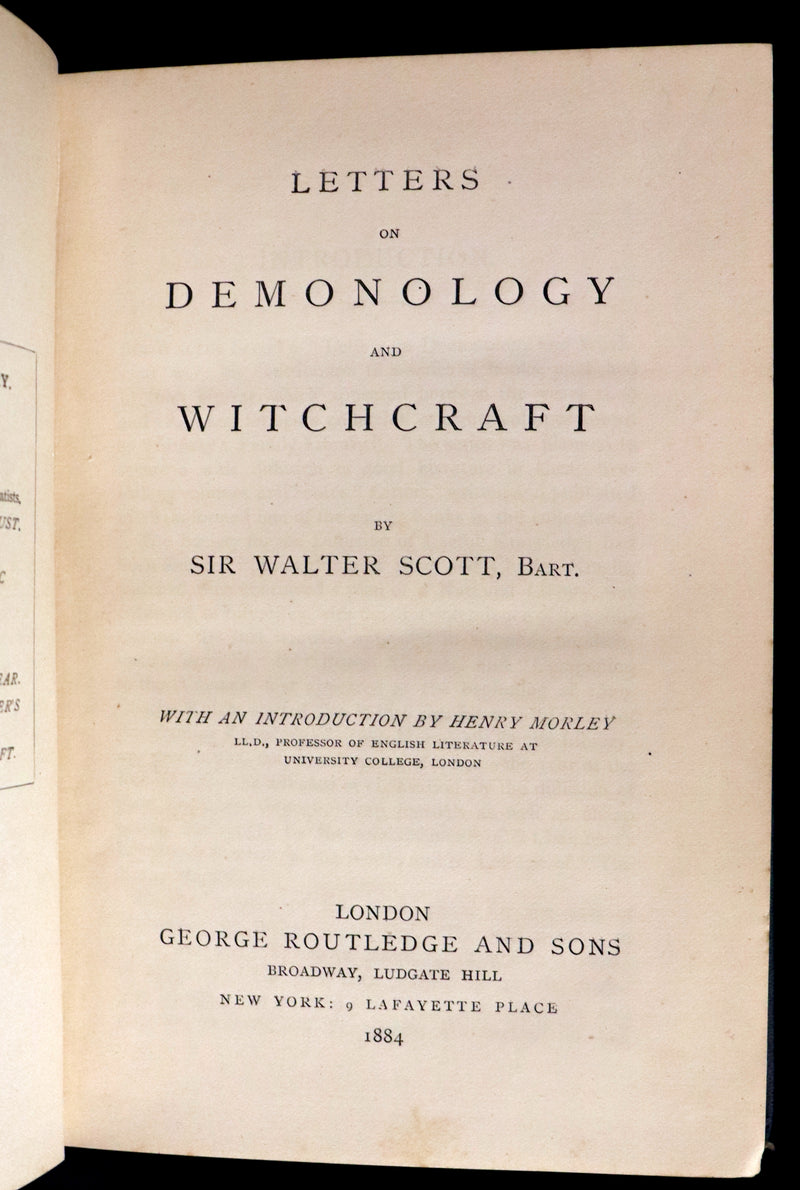 LETTERS
ON
DEMONOLOGY
AND
WITCHCRAFT
BY
SIR WALTER SCOTT, BART.
WITH AN INTRODUCTION BY HENRY MORLEY
LL.D., PROFESSOR OF ENGLISH LITERATURE AT
UNIVERSITY COLLEGE, LONDON
LONDON
GEORGE ROUTLEDGE AND SONS
BROADWAY, LUDGATE HILL
NEW YORK: 9 LAFAYETTE PLACE
1884